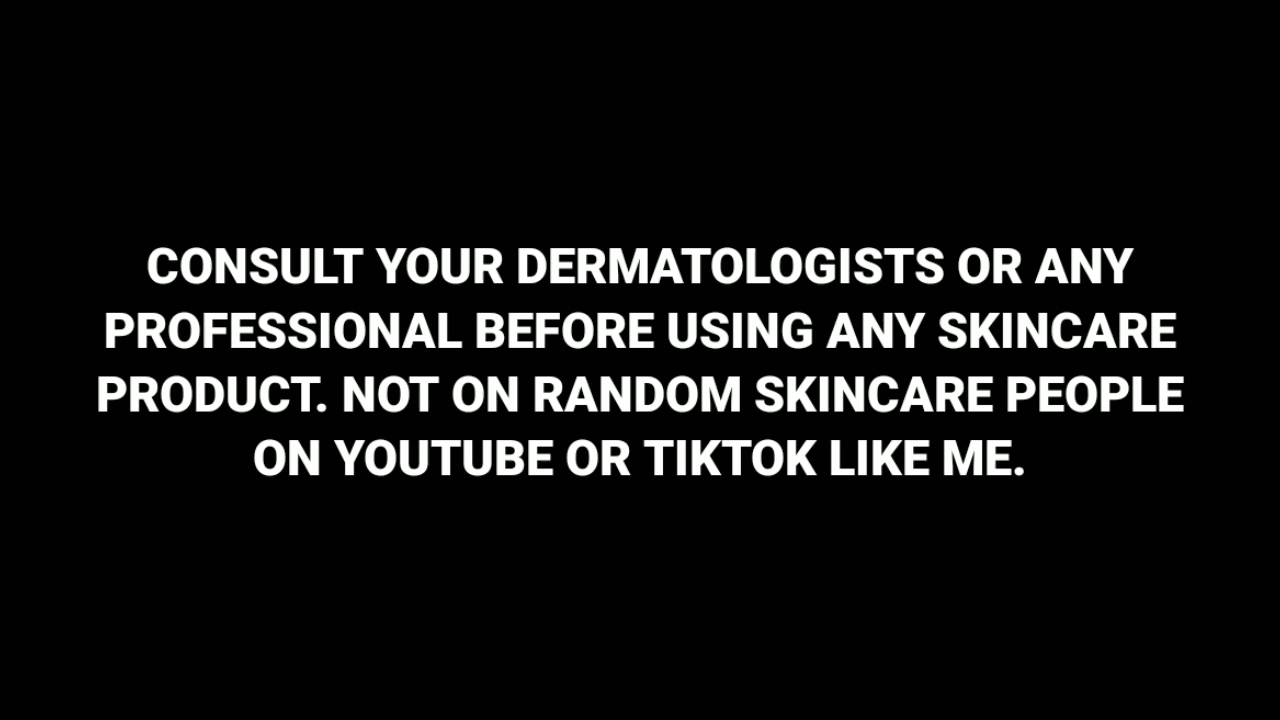 CONSULT YOUR DERMATOLOGISTS OR ANY
PROFESSIONAL BEFORE USING ANY SKINCARE
PRODUCT. NOT ON RANDOM SKINCARE PEOPLE
ON YOUTUBE OR TIKTOK LIKE ME.